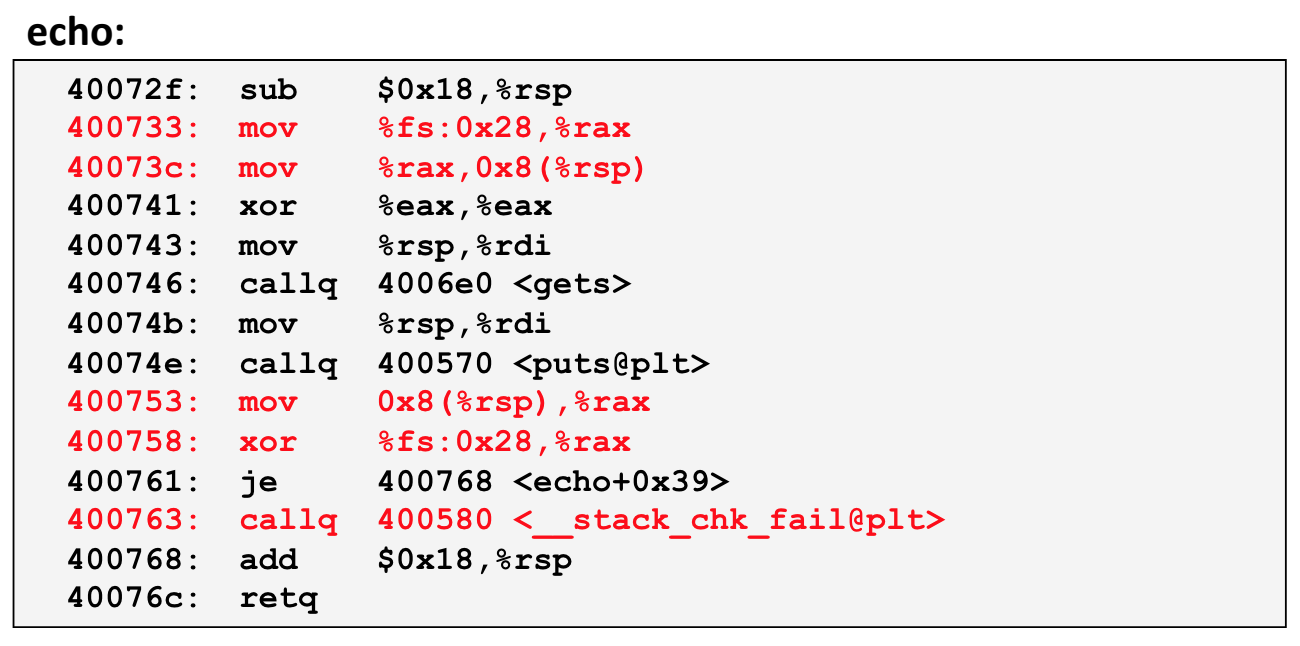 echo:
40072f: sub $0x18,%rsp
400733: mov %fs:0x28,%rax
40073c: mov %rax,0x8(%rsp)
400741: xor %eax,%eax
400743: mov %rsp,%rdi
400746: callq 4006e0 <gets>
40074b: mov %rsp,%rdi
40074e: callq 400570 <puts@plt>
400753: mov 0x8(%rsp),%rax
400758: xor %fs:0x28,%rax
400761: je 400768 <echo+0x39>
400763: callq 400580 <__stack_chk_fail@plt>
400768: add $0x18,%rsp
40076c: retq